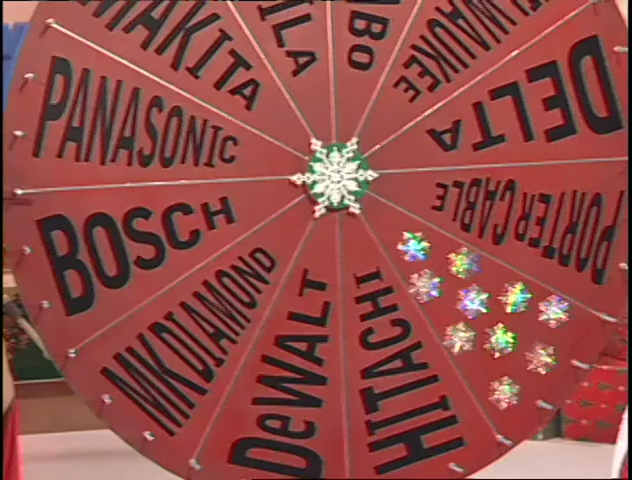 MAKITA
PANASONIC
BOSCH
MK DIAMOND
DeWALT
HITACHI
PORTER CABLE
DELTA